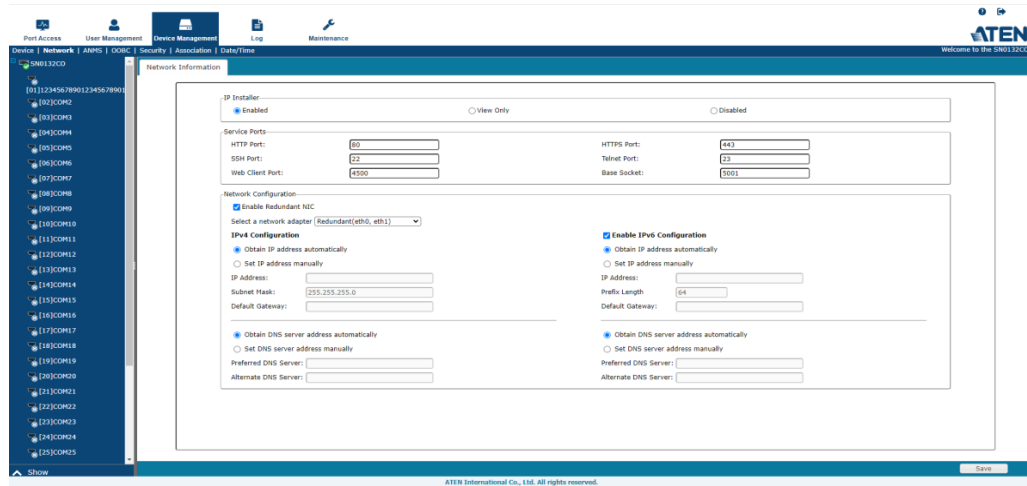 ATEN
Port Access User Management Device Management Log Maintenance
Device | Network | ANMS | OOBC | Security | Association | Date/Time
Welcome to the SN0132CO
SN0132CO
[01]123456789012345678901
[02]COM2
[03]COM3
[04]COM4
[05]COM5
[06]COM6
[07]COM7
[08]COM8
[09]COM9
[10]COM10
[11]COM11
[12]COM12
[13]COM13
[14]COM14
[15]COM15
[16]COM16
[17]COM17
[18]COM18
[19]COM19
[20]COM20
[21]COM21
[22]COM22
[23]COM23
[24]COM24
[25]COM25
Show
Network Information
IP Installer
Enabled View Only Disabled
Service Ports
HTTP Port: 80 HTTPS Port: 443
SSH Port: 22 Telnet Port: 23
Web Client Port: 4500 Base Socket: 5001
Network Configuration
Enable Redundant NIC
Select a network adapter Redundant(eth0, eth1)
IPv4 Configuration
Obtain IP address automatically
Set IP address manually
IP Address:
Subnet Mask: 255.255.255.0
Default Gateway:
Obtain DNS server address automatically
Set DNS server address manually
Preferred DNS Server:
Alternate DNS Server:
Enable IPv6 Configuration
Obtain IP address automatically
Set IP address manually
IP Address:
Prefix Length 64
Default Gateway:
Obtain DNS server address automatically
Set DNS server address manually
Preferred DNS Server:
Alternate DNS Server:
Save
ATEN International Co., Ltd. All rights reserved.